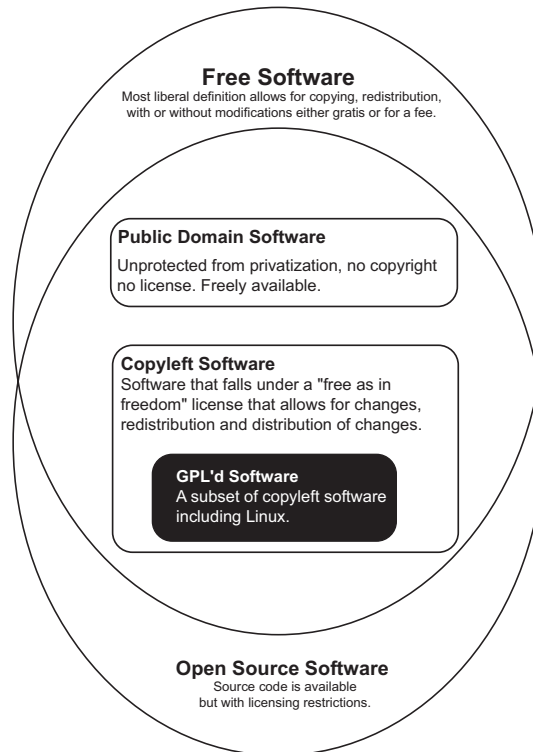 Free Software
Most liberal definition allows for copying, redistribution,
with or without modifications either gratis or for a fee.
Public Domain Software
Unprotected from privatization, no copyright
no license. Freely available.
Copyleft Software
Software that falls under a "free as in
freedom" license that allows for changes,
redistribution and distribution of changes.
GPL'd Software
A subset of copyleft software
including Linux.
Open Source Software
Source code is available
but with licensing restrictions.